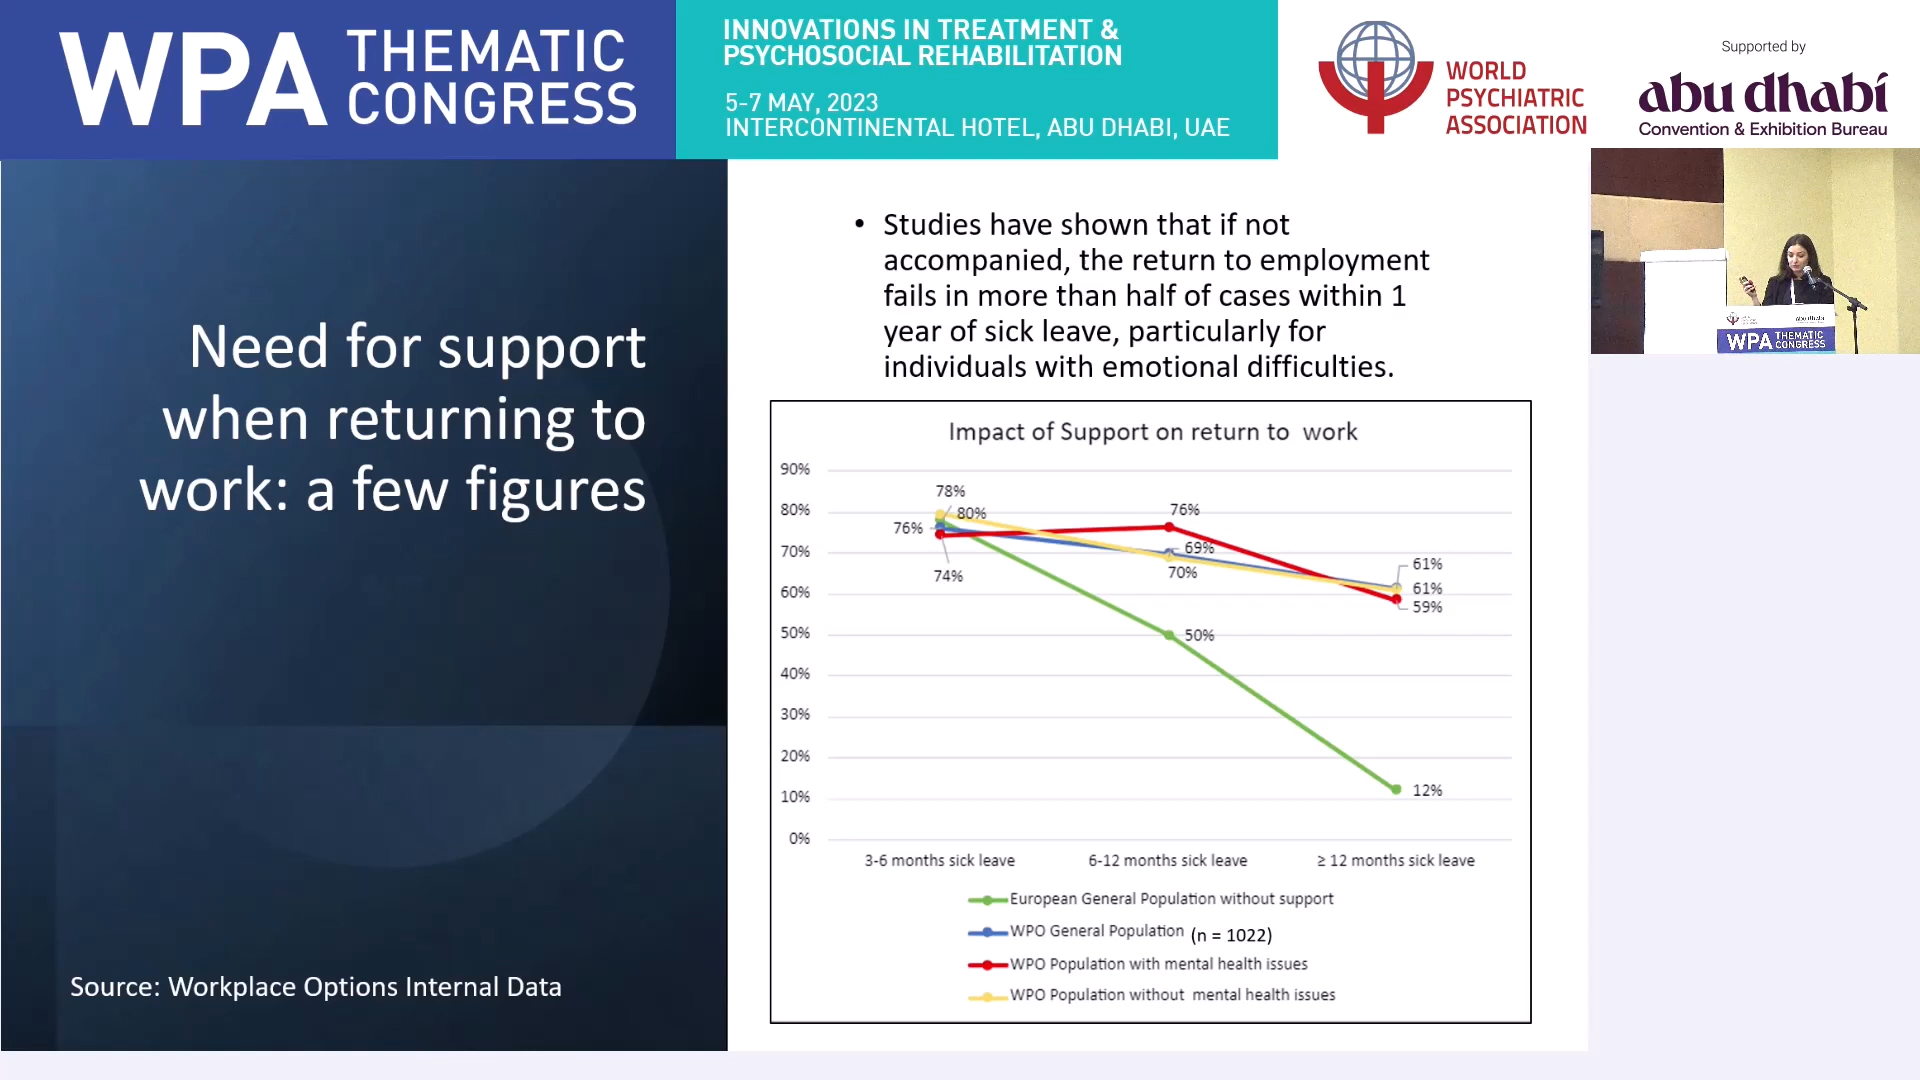 WPA THEMATIC
CONGRESS
INNOVATIONS IN TREATMENT &
PSYCHOSOCIAL REHABILITATION
5-7 MAY, 2023
INTERCONTINENTAL HOTEL, ABU DHABI, UAE
WORLD
PSYCHIATRIC
ASSOCIATION
Supported by
abu dhabi
Convention & Exhibition Bureau
Need for support
when returning to
work: a few figures
Source: Workplace Options Internal Data
• Studies have shown that if not
accompanied, the return to employment
fails in more than half of cases within 1
year of sick leave, particularly for
individuals with emotional difficulties.
Impact of Support on return to work
90%
80%
70%
60%
50%
40%
30%
20%
10%
0%
78%
80%
76%
74%
76%
69%
70%
50%
61%
61%
59%
12%
3-6 months sick leave
6-12 months sick leave
≥ 12 months sick leave
European General Population without support
WPO General Population (n = 1022)
WPO Population with mental health issues
WPO Population without mental health issues
abu dhabi
WPA THEMATIC
CONGRESS